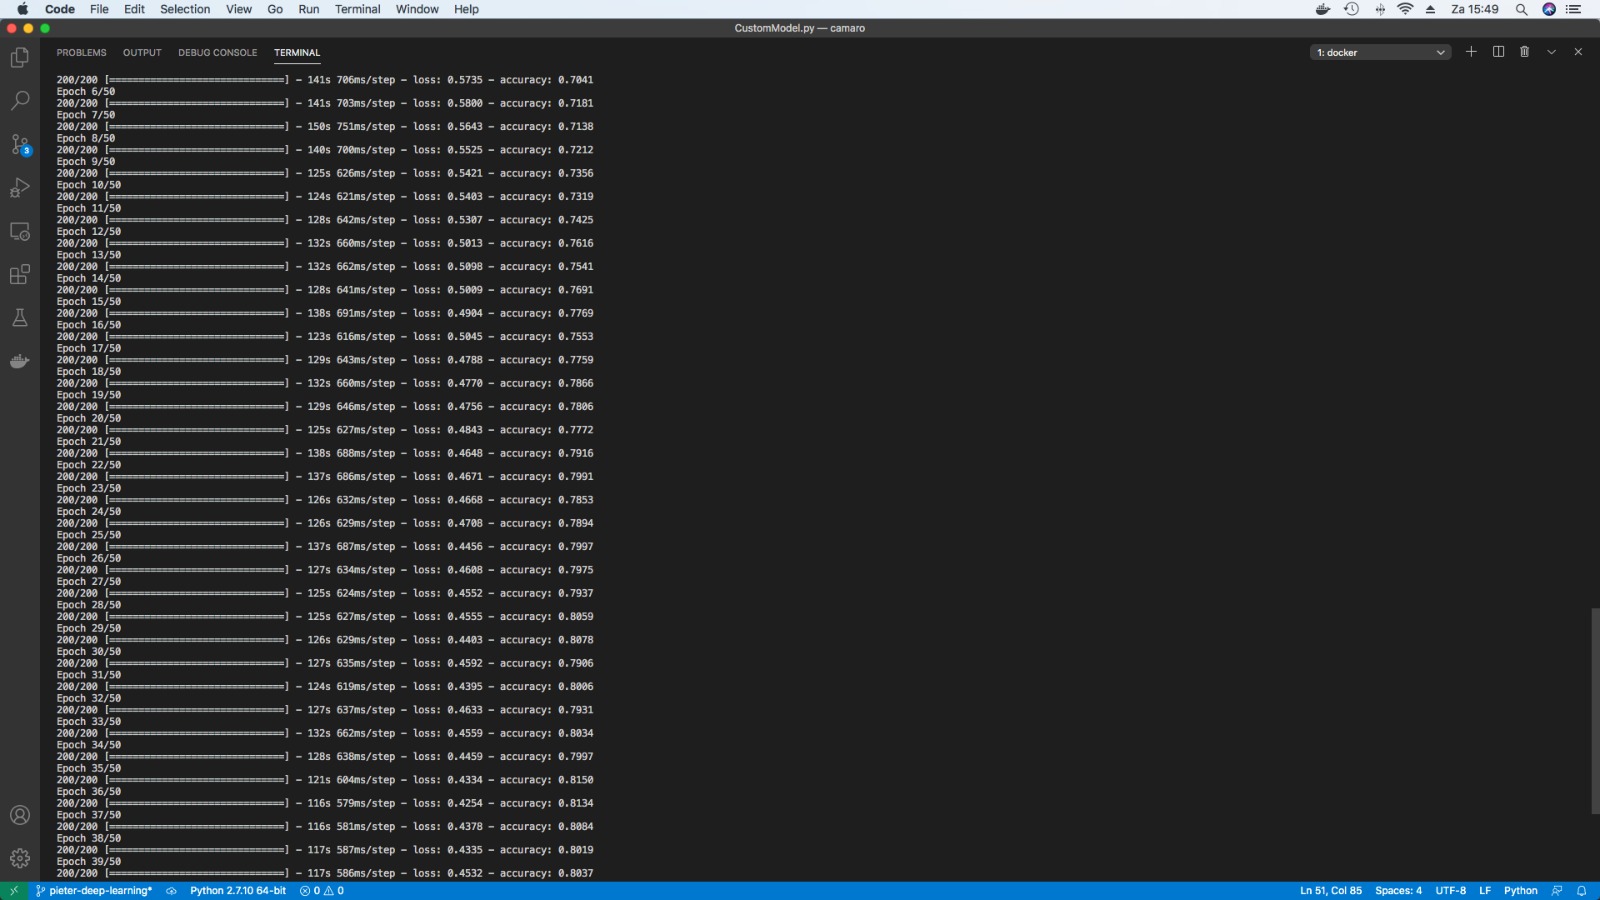 Code File Edit Selection View Go Run Terminal Window Help Za 15:49
CustomModel.py — camaro
PROBLEMS OUTPUT DEBUG CONSOLE TERMINAL 1: docker
200/200 [==============================] - 141s 706ms/step - loss: 0.5735 - accuracy: 0.7041
Epoch 6/50
200/200 [==============================] - 141s 703ms/step - loss: 0.5800 - accuracy: 0.7181
Epoch 7/50
200/200 [==============================] - 150s 751ms/step - loss: 0.5643 - accuracy: 0.7138
Epoch 8/50
200/200 [==============================] - 140s 700ms/step - loss: 0.5525 - accuracy: 0.7212
Epoch 9/50
200/200 [==============================] - 125s 626ms/step - loss: 0.5421 - accuracy: 0.7356
Epoch 10/50
200/200 [==============================] - 124s 621ms/step - loss: 0.5403 - accuracy: 0.7319
Epoch 11/50
200/200 [==============================] - 128s 642ms/step - loss: 0.5307 - accuracy: 0.7425
Epoch 12/50
200/200 [==============================] - 132s 660ms/step - loss: 0.5013 - accuracy: 0.7616
Epoch 13/50
200/200 [==============================] - 132s 662ms/step - loss: 0.5098 - accuracy: 0.7541
Epoch 14/50
200/200 [==============================] - 128s 641ms/step - loss: 0.5009 - accuracy: 0.7691
Epoch 15/50
200/200 [==============================] - 138s 691ms/step - loss: 0.4904 - accuracy: 0.7769
Epoch 16/50
200/200 [==============================] - 123s 616ms/step - loss: 0.5045 - accuracy: 0.7553
Epoch 17/50
200/200 [==============================] - 129s 643ms/step - loss: 0.4788 - accuracy: 0.7759
Epoch 18/50
200/200 [==============================] - 132s 660ms/step - loss: 0.4770 - accuracy: 0.7866
Epoch 19/50
200/200 [==============================] - 129s 646ms/step - loss: 0.4756 - accuracy: 0.7806
Epoch 20/50
200/200 [==============================] - 125s 627ms/step - loss: 0.4843 - accuracy: 0.7772
Epoch 21/50
200/200 [==============================] - 138s 688ms/step - loss: 0.4648 - accuracy: 0.7916
Epoch 22/50
200/200 [==============================] - 137s 686ms/step - loss: 0.4671 - accuracy: 0.7991
Epoch 23/50
200/200 [==============================] - 126s 632ms/step - loss: 0.4668 - accuracy: 0.7853
Epoch 24/50
200/200 [==============================] - 126s 629ms/step - loss: 0.4708 - accuracy: 0.7894
Epoch 25/50
200/200 [==============================] - 137s 687ms/step - loss: 0.4456 - accuracy: 0.7997
Epoch 26/50
200/200 [==============================] - 127s 634ms/step - loss: 0.4608 - accuracy: 0.7975
Epoch 27/50
200/200 [==============================] - 125s 624ms/step - loss: 0.4552 - accuracy: 0.7937
Epoch 28/50
200/200 [==============================] - 125s 627ms/step - loss: 0.4555 - accuracy: 0.8059
Epoch 29/50
200/200 [==============================] - 126s 629ms/step - loss: 0.4403 - accuracy: 0.8078
Epoch 30/50
200/200 [==============================] - 127s 635ms/step - loss: 0.4592 - accuracy: 0.7906
Epoch 31/50
200/200 [==============================] - 124s 619ms/step - loss: 0.4395 - accuracy: 0.8006
Epoch 32/50
200/200 [==============================] - 127s 637ms/step - loss: 0.4633 - accuracy: 0.7931
Epoch 33/50
200/200 [==============================] - 132s 662ms/step - loss: 0.4559 - accuracy: 0.8034
Epoch 34/50
200/200 [==============================] - 128s 638ms/step - loss: 0.4459 - accuracy: 0.7997
Epoch 35/50
200/200 [==============================] - 121s 604ms/step - loss: 0.4334 - accuracy: 0.8150
Epoch 36/50
200/200 [==============================] - 116s 579ms/step - loss: 0.4254 - accuracy: 0.8134
Epoch 37/50
200/200 [==============================] - 116s 581ms/step - loss: 0.4378 - accuracy: 0.8084
Epoch 38/50
200/200 [==============================] - 117s 587ms/step - loss: 0.4335 - accuracy: 0.8019
Epoch 39/50
200/200 [==============================] - 117s 586ms/step - loss: 0.4532 - accuracy: 0.8037
3
pieter-deep-learning* Python 2.7.10 64-bit 0 0 Ln 51, Col 85 Spaces: 4 UTF-8 LF Python